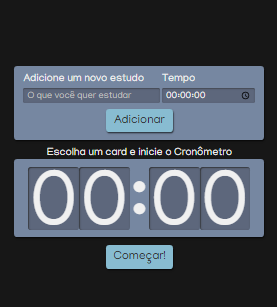 Adicione um novo estudo Tempo
O que você quer estudar 00:00:00
Adicionar
Escolha um card e inicie o Cronômetro
00:00
Começar!